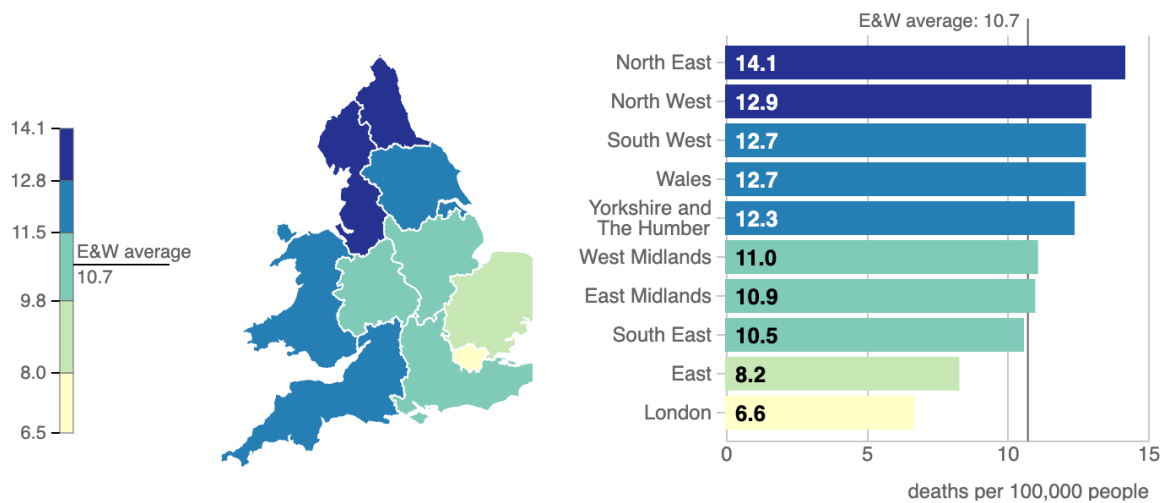 E&W average: 10.7
14.1
12.8
11.5
E&W average
10.7
9.8
8.0
6.5
North East 14.1
North West 12.9
South West 12.7
Wales 12.7
Yorkshire and
The Humber 12.3
West Midlands 11.0
East Midlands 10.9
South East 10.5
East 8.2
London 6.6
0 5 10 15
deaths per 100,000 people